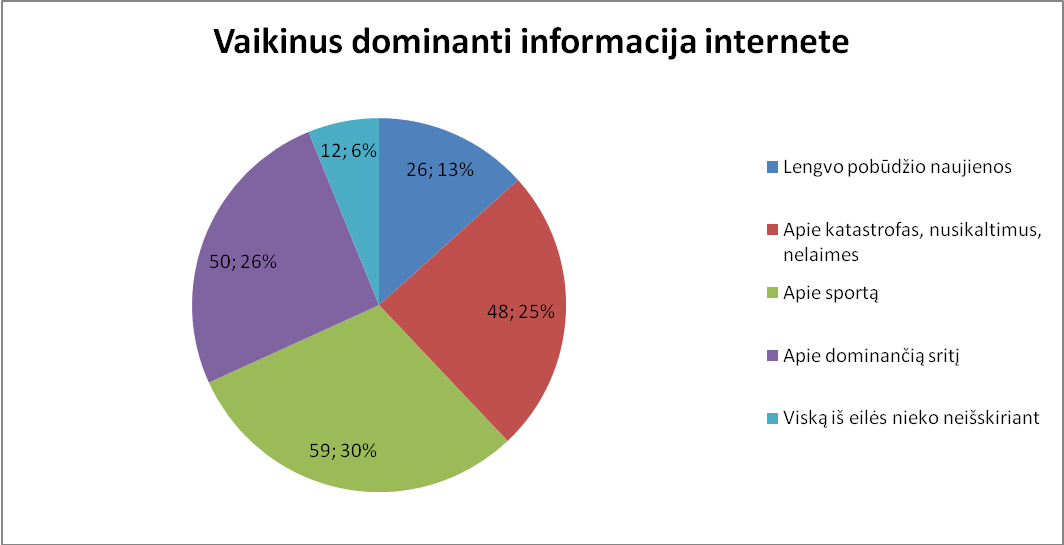 Vaikinus dominanti informacija internete
12; 6%
26; 13%
50; 26%
48; 25%
59; 30%
Lengvo pobūdžio naujienos
Apie katastrofas, nusikaltimus,
nelaimes
Apie sportą
Apie dominančią sritį
Viską iš eilės nieko neišskiriant